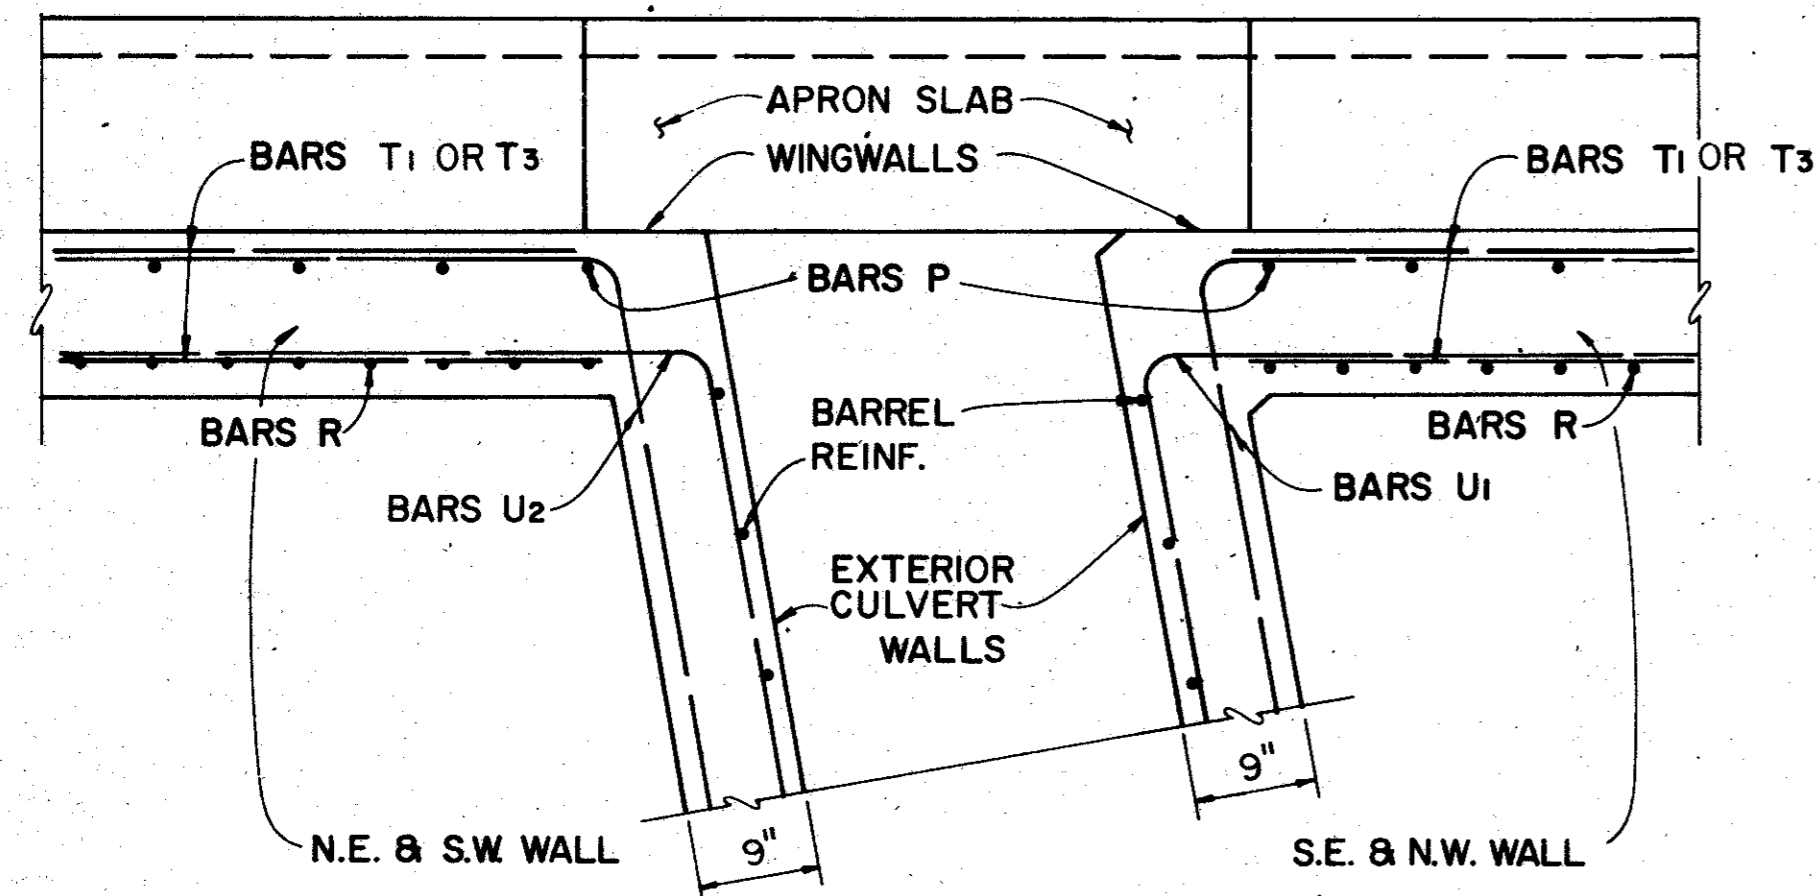 APRON SLAB
BARS T1 OR T3
WINGWALLS
BARS T1 OR T3
BARS P
BARS R
BARREL
REINF.
BARS R
BARS U2
BARS U1
EXTERIOR
CULVERT
WALLS
9"
9"
N.E. & S.W. WALL
S.E. & N.W. WALL